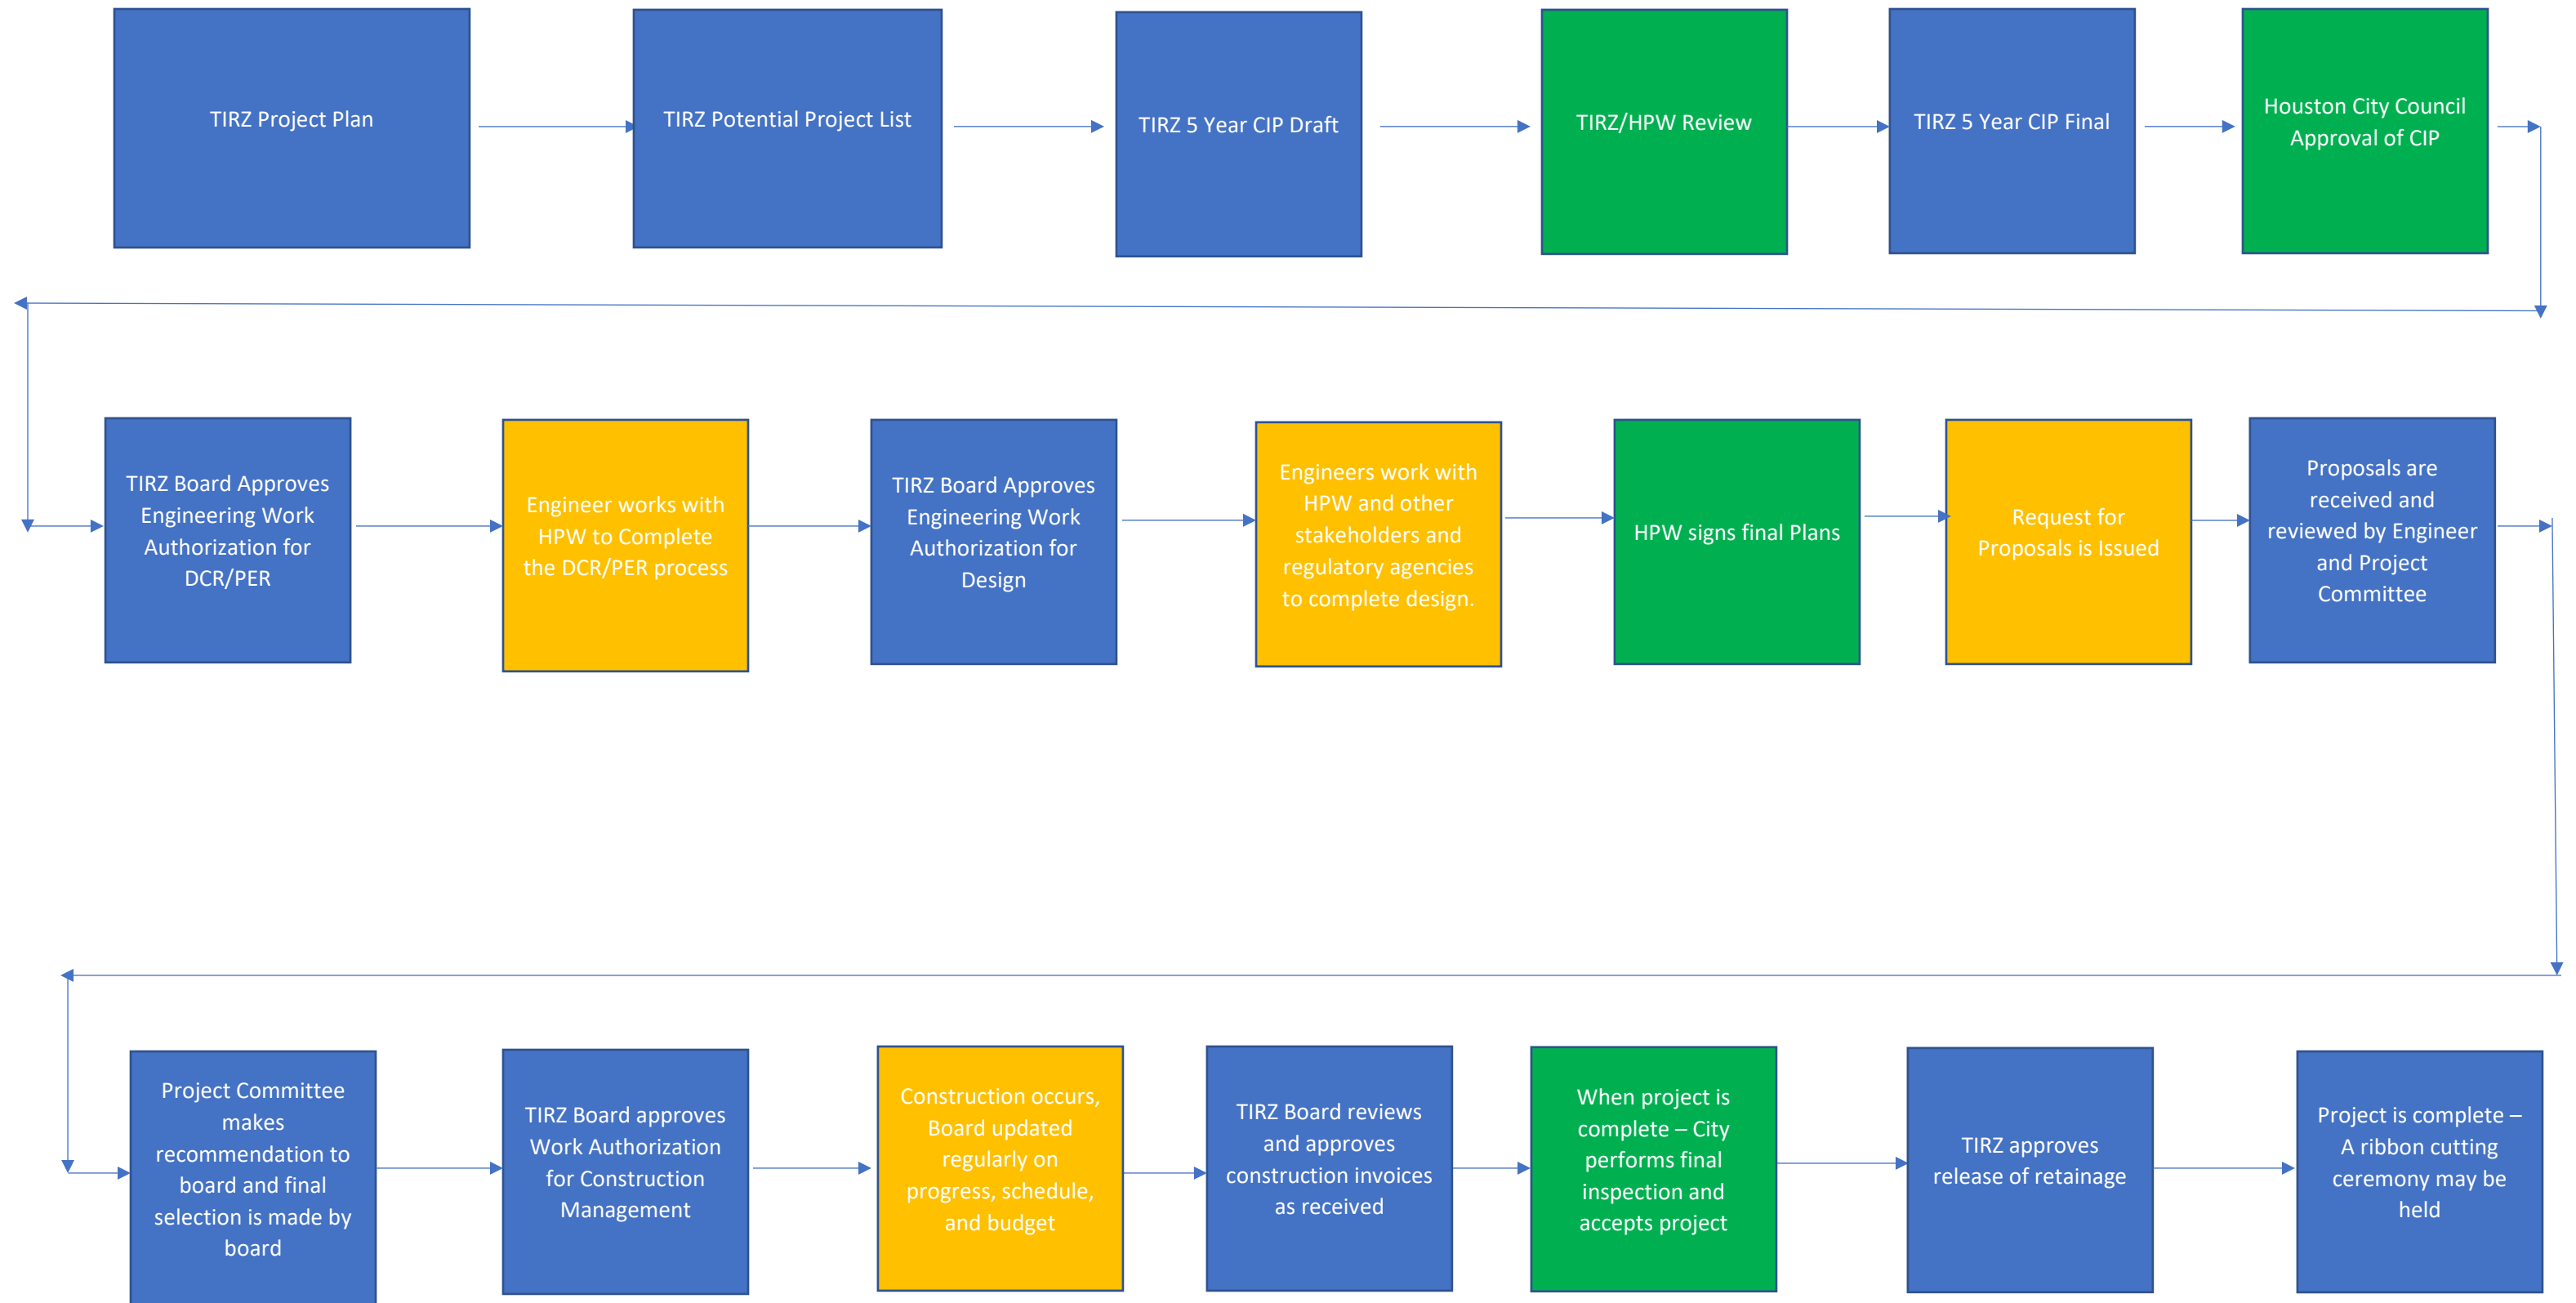 TIRZ Project Plan
TIRZ Potential Project List
TIRZ 5 Year CIP Draft
TIRZ/HPW Review
TIRZ 5 Year CIP Final
Houston City Council
Approval of CIP
TIRZ Board Approves
Engineering Work
Authorization for
DCR/PER
Engineer works with
HPW to Complete
the DCR/PER process
TIRZ Board Approves
Engineering Work
Authorization for
Design
Engineers work with
HPW and other
stakeholders and
regulatory agencies
to complete design.
HPW signs final Plans
Request for
Proposals is Issued
Proposals are
received and
reviewed by Engineer
and Project
Committee
Project Committee
makes
recommendation to
board and final
selection is made by
board
TIRZ Board approves
Work Authorization
for Construction
Management
Construction occurs,
Board updated
regularly on
progress, schedule,
and budget
TIRZ Board reviews
and approves
construction invoices
as received
When project is
complete – City
performs final
inspection and
accepts project
TIRZ approves
release of retainage
Project is complete –
A ribbon cutting
ceremony may be
held